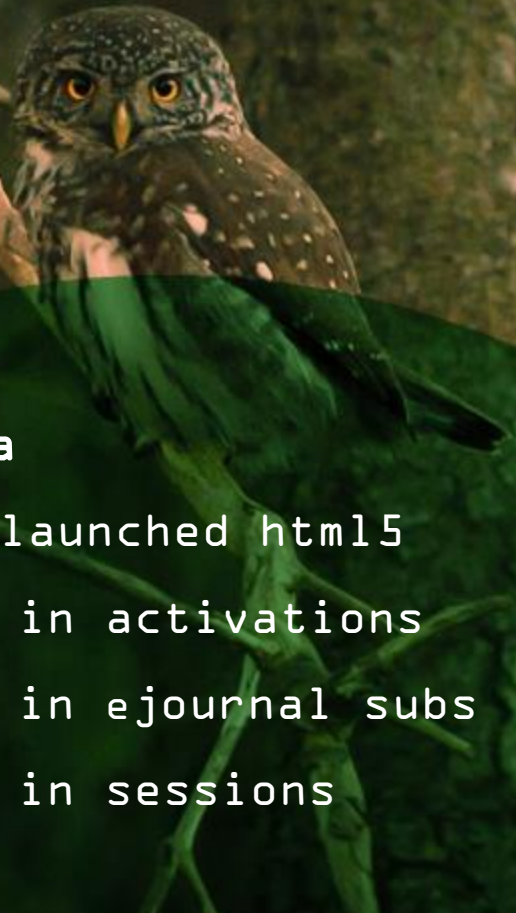 a
launched html5
in activations
in ejournal subs
in sessions